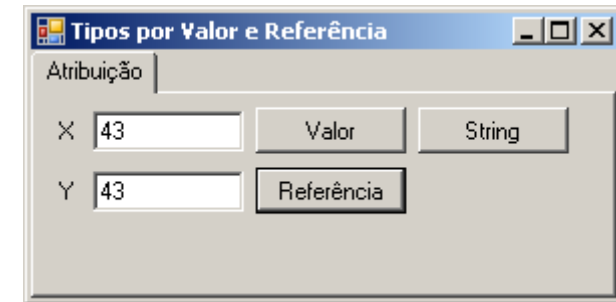 Tipos por Valor e Referência
Atribuição
X 43 Valor String
Y 43 Referência